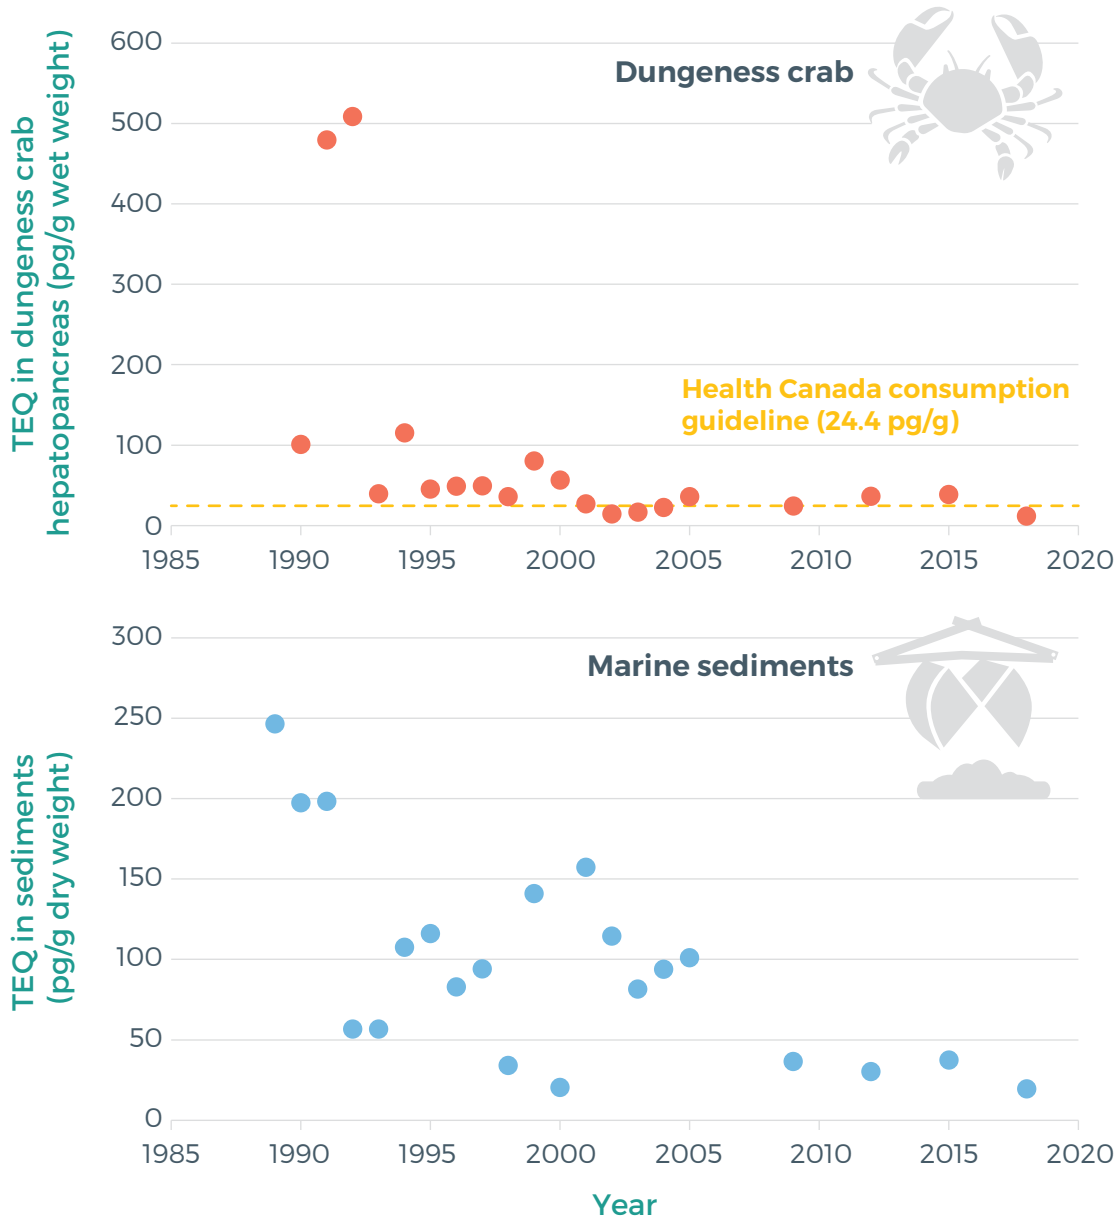 TEQ in dungeness crab
hepatopancreas (pg/g wet weight)
600
500
400
300
200
100
0
Dungeness crab
Health Canada consumption
guideline (24.4 pg/g)
1985 1990 1995 2000 2005 2010 2015 2020
TEQ in sediments
(pg/g dry weight)
300
250
200
150
100
50
0
Marine sediments
1985 1990 1995 2000 2005 2010 2015 2020
Year